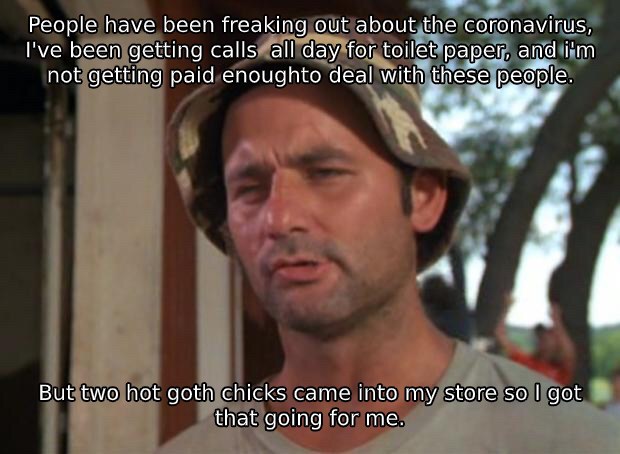 People have been freaking out about the coronavirus,
I've been getting calls  all day for toilet paper, and i'm
not getting paid enoughto deal with these people.
But two hot goth chicks came into my store so I got
that going for me.